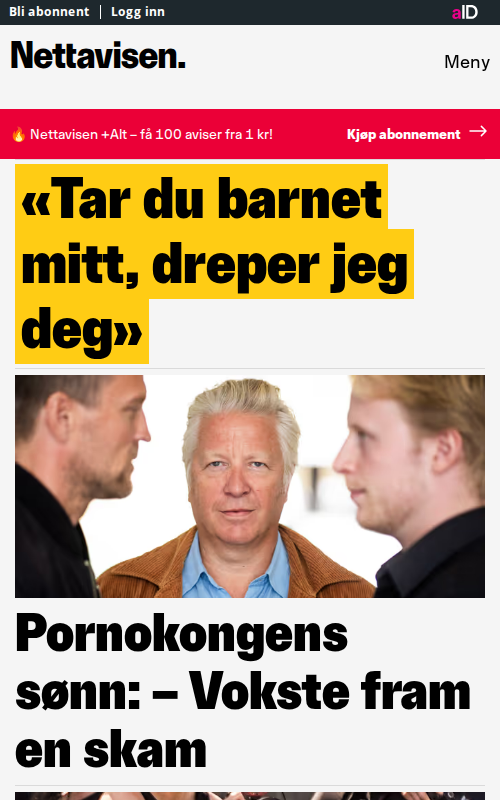 Bli abonnent
Logg inn
aID
Nettavisen.
Meny
🔥 Nettavisen +Alt – få 100 aviser fra 1 kr!
Kjøp abonnement →
«Tar du barnet
mitt, dreper jeg
deg»
Pornokongens
sønn: – Vokste fram
en skam